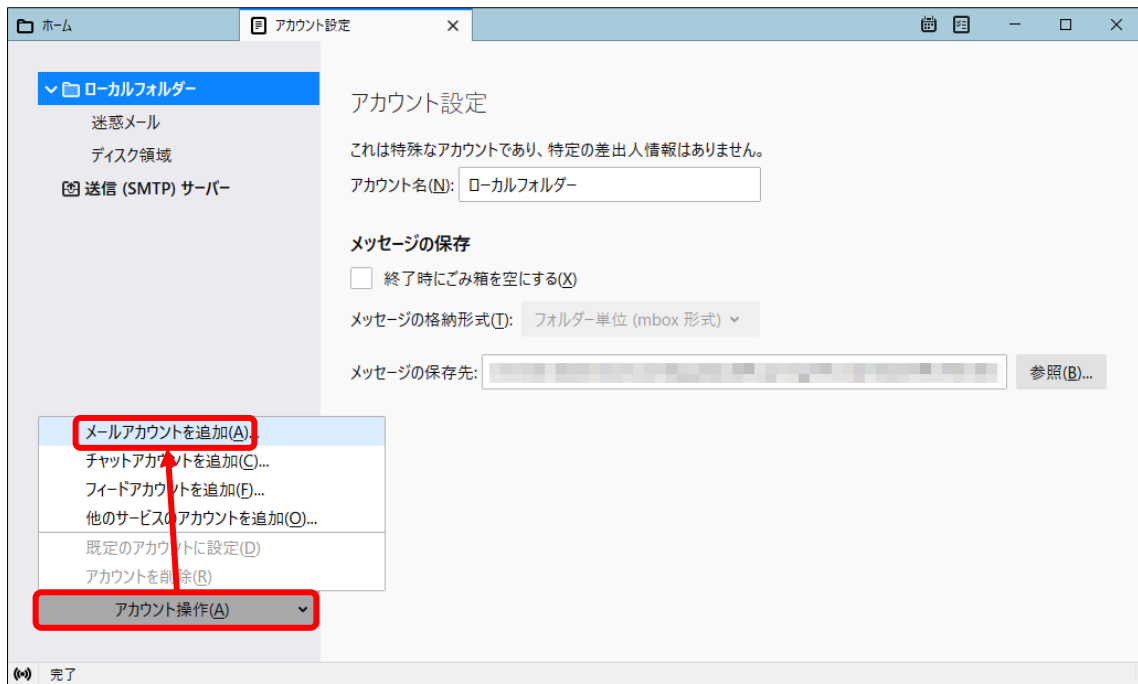 ホーム
アカウント設定
ローカルフォルダー
迷惑メール
ディスク領域
送信 (SMTP) サーバー
アカウント設定
これは特殊なアカウントであり、特定の差出人情報はありません。
アカウント名(N): ローカルフォルダー
メッセージの保存
終了時にごみ箱を空にする(X)
メッセージの格納形式(T): フォルダー単位 (mbox 形式)
メッセージの保存先: 参照(B)...
メールアカウントを追加(A)...
チャットアカウントを追加(C)...
フィードアカウントを追加(F)...
他のサービスのアカウントを追加(O)...
既定のアカウントに設定(D)
アカウントを削除(R)
アカウント操作(A)
完了